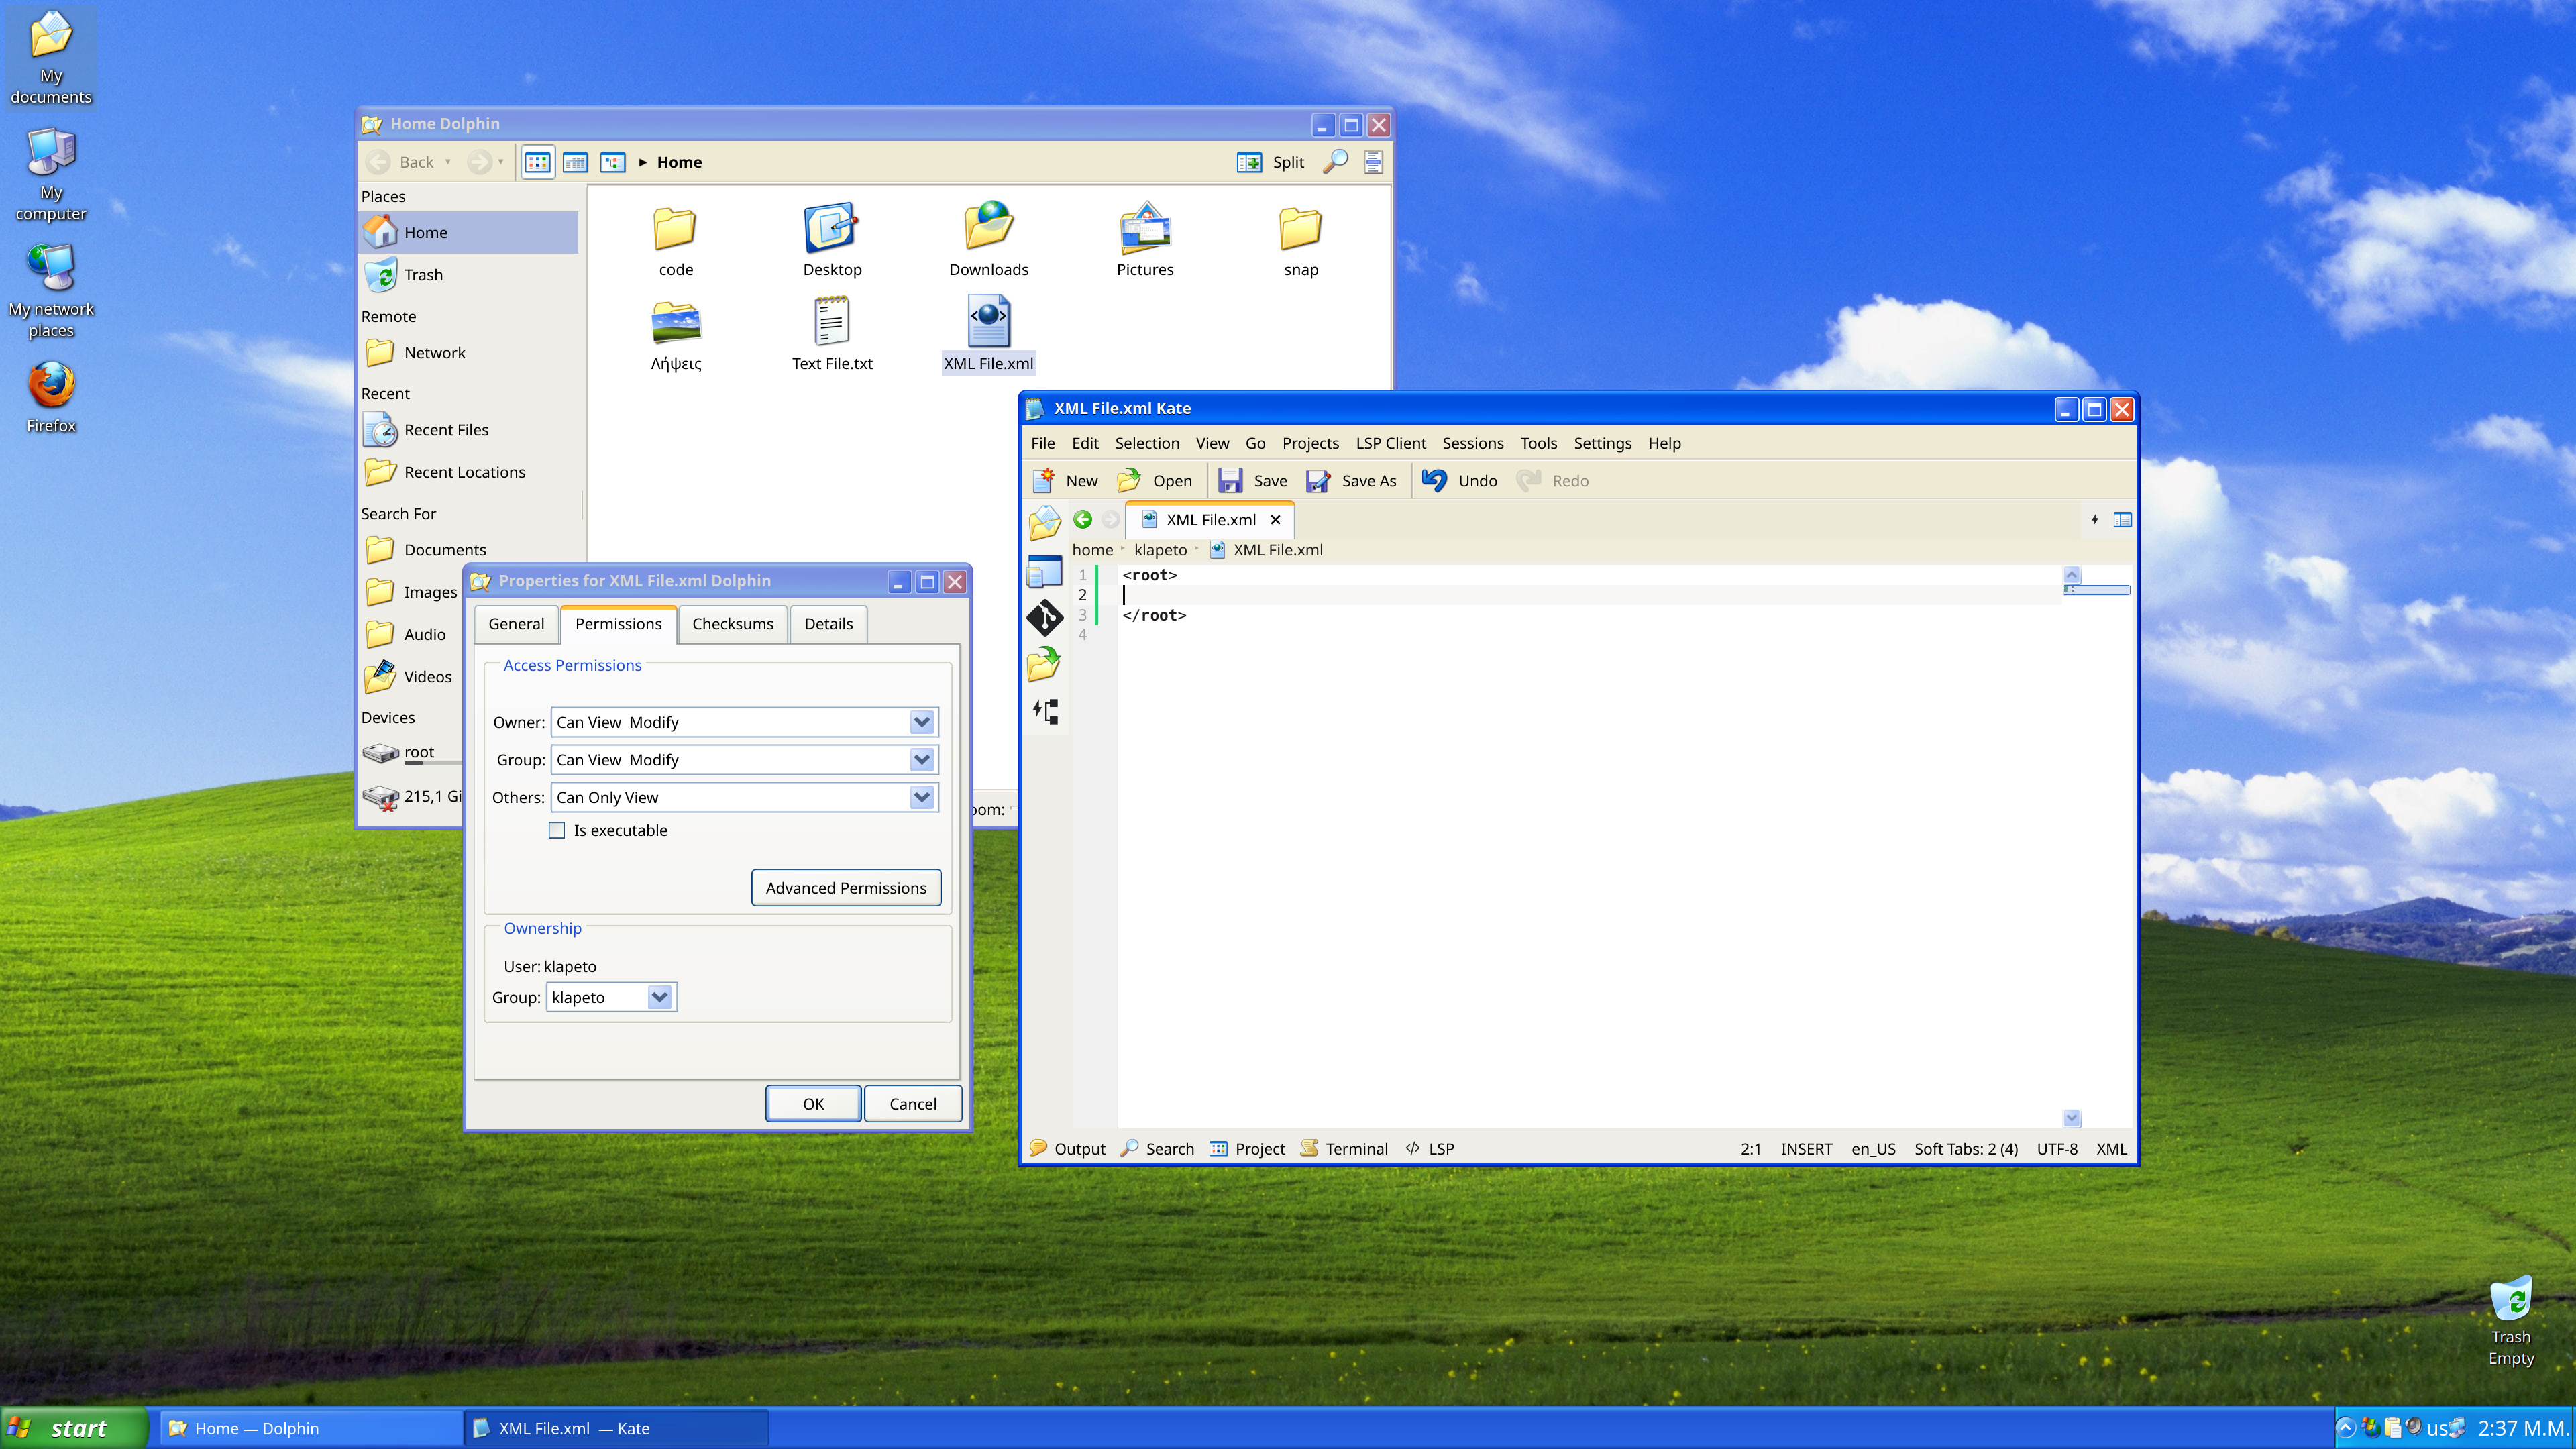 My
documents
My
computer
My network
places
Firefox
Home Dolphin
Back
Home
Split
Places
Home
Trash
Remote
Network
Recent
Recent Files
Recent Locations
Search For
Documents
Images
Audio
Videos
Devices
root
215,1 Gi
code
Desktop
Downloads
Pictures
snap
Λήψεις
Text File.txt
XML File.xml
oom:
Properties for XML File.xml Dolphin
General Permissions Checksums Details
Access Permissions
Owner: Can View  Modify
Group: Can View  Modify
Others: Can Only View
Is executable
Advanced Permissions
Ownership
User: klapeto
Group: klapeto
OK Cancel
XML File.xml Kate
File Edit Selection View Go Projects LSP Client Sessions Tools Settings Help
New Open Save Save As Undo Redo
XML File.xml
home klapeto XML File.xml
1 <root>
2
3 </root>
4
Output Search Project Terminal LSP 2:1 INSERT en_US Soft Tabs: 2 (4) UTF-8 XML
Trash
Empty
start Home — Dolphin XML File.xml — Kate us 2:37 M.M.